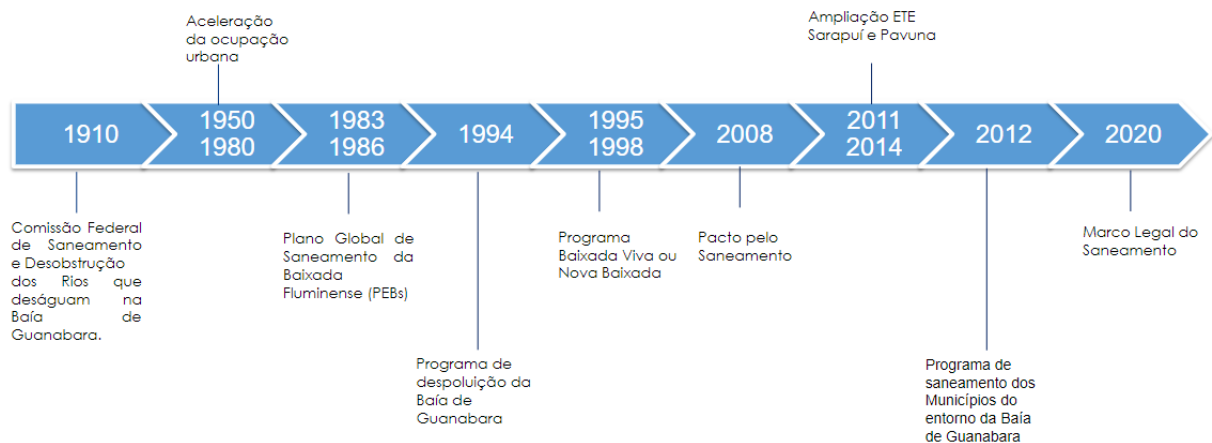 Aceleração
da ocupação
urbana
Ampliação ETE
Sarapuí e Pavuna
1910
1950
1980
1983
1986
1994
1995
1998
2008
2011
2014
2012
2020
Comissão Federal
de Saneamento
e Desobstrução
dos Rios que
deságuam na
Baía de
Guanabara.
Plano Global de
Saneamento da
Baixada
Fluminense (PEBs)
Programa de
despoluição da
Baía de
Guanabara
Programa
Baixada Viva ou
Nova Baixada
Pacto pelo
Saneamento
Programa de
saneamento dos
Municípios do
entorno da Baía
de Guanabara
Marco Legal do
Saneamento